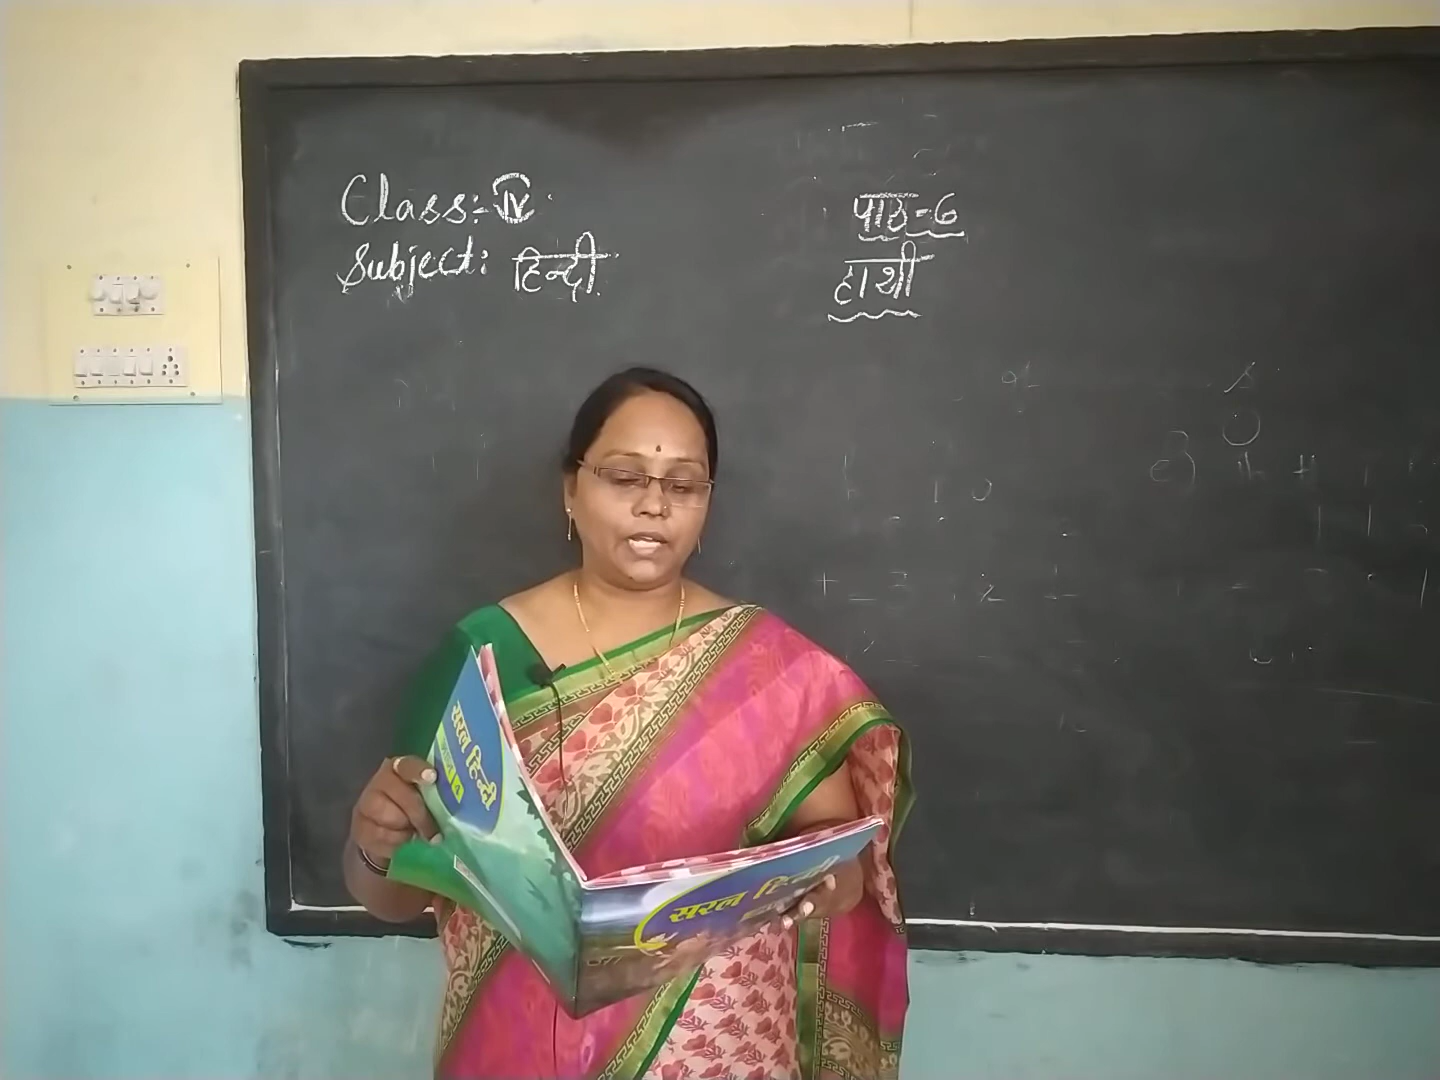 Class:- IV
Subject: हिन्दी
पाठ-6
हाथी
सरल हिन्दी
सरल हिन्दी